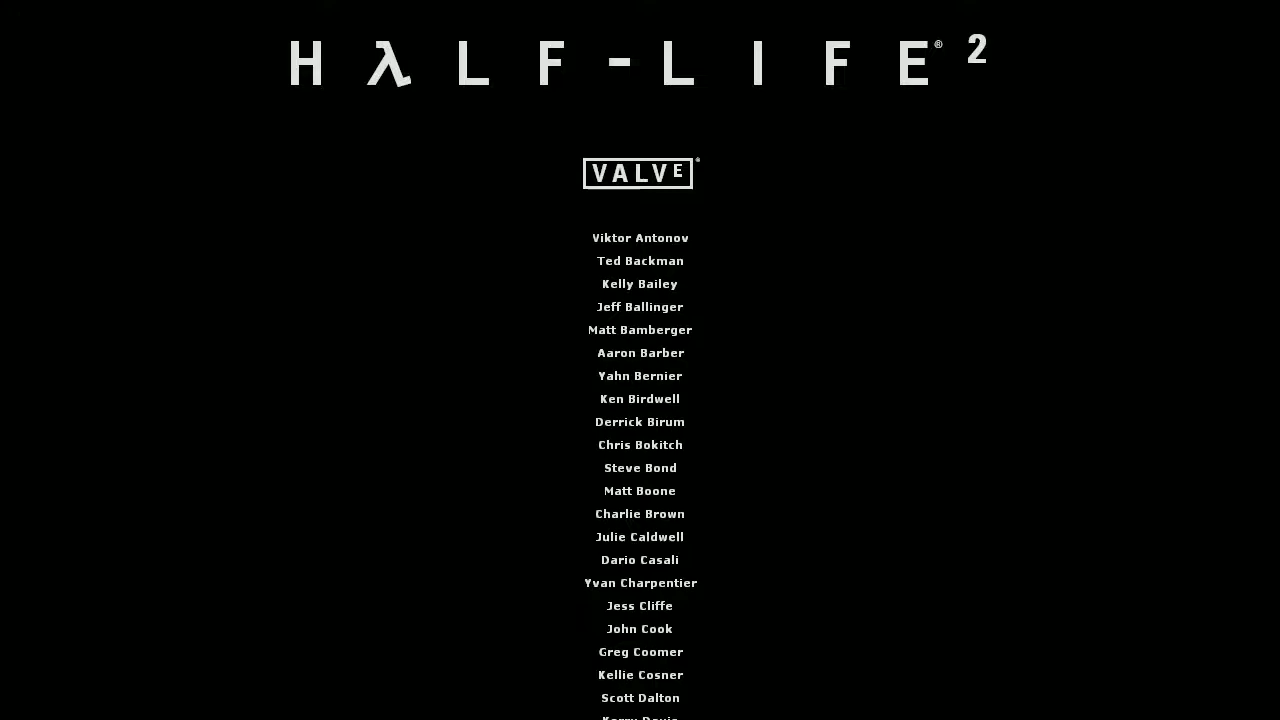 HλLF-LIFE® 2
VALVE®
Viktor Antonov
Ted Backman
Kelly Bailey
Jeff Ballinger
Matt Bamberger
Aaron Barber
Yahn Bernier
Ken Birdwell
Derrick Birum
Chris Bokitch
Steve Bond
Matt Boone
Charlie Brown
Julie Caldwell
Dario Casali
Yvan Charpentier
Jess Cliffe
John Cook
Greg Coomer
Kellie Cosner
Scott Dalton